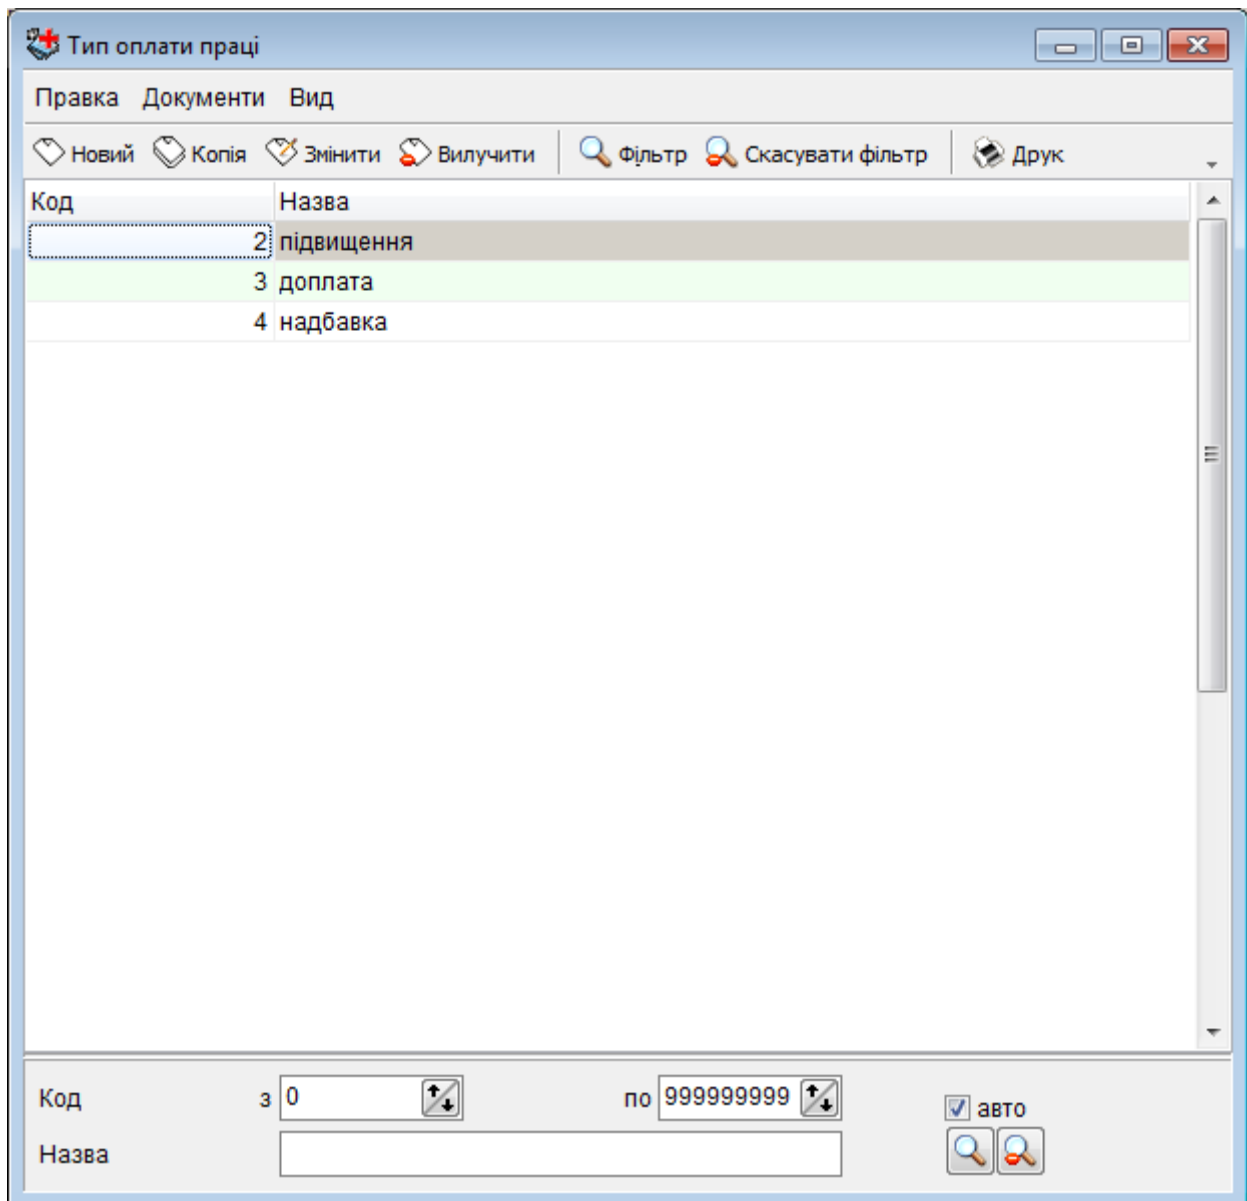 Тип оплати праці
Правка Документи Вид
Новий Копія Змінити Вилучити Фільтр Скасувати фільтр Друк
Код Назва
2 підвищення
3 доплата
4 надбавка
Код з 0 по 999999999
авто
Назва